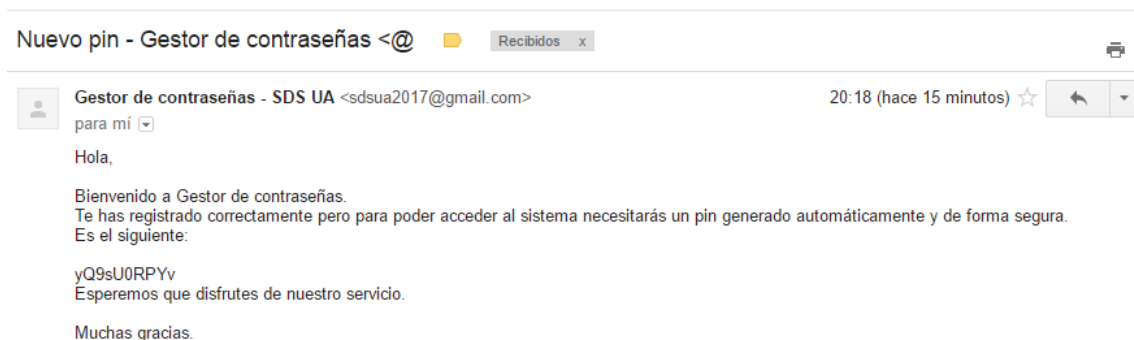 Nuevo pin - Gestor de contraseñas <@ Recibidos x
Gestor de contraseñas - SDS UA <sdsua2017@gmail.com> 20:18 (hace 15 minutos)
para mí
Hola,
Bienvenido a Gestor de contraseñas.
Te has registrado correctamente pero para poder acceder al sistema necesitarás un pin generado automáticamente y de forma segura.
Es el siguiente:
yQ9sU0RPYv
Esperemos que disfrutes de nuestro servicio.
Muchas gracias.